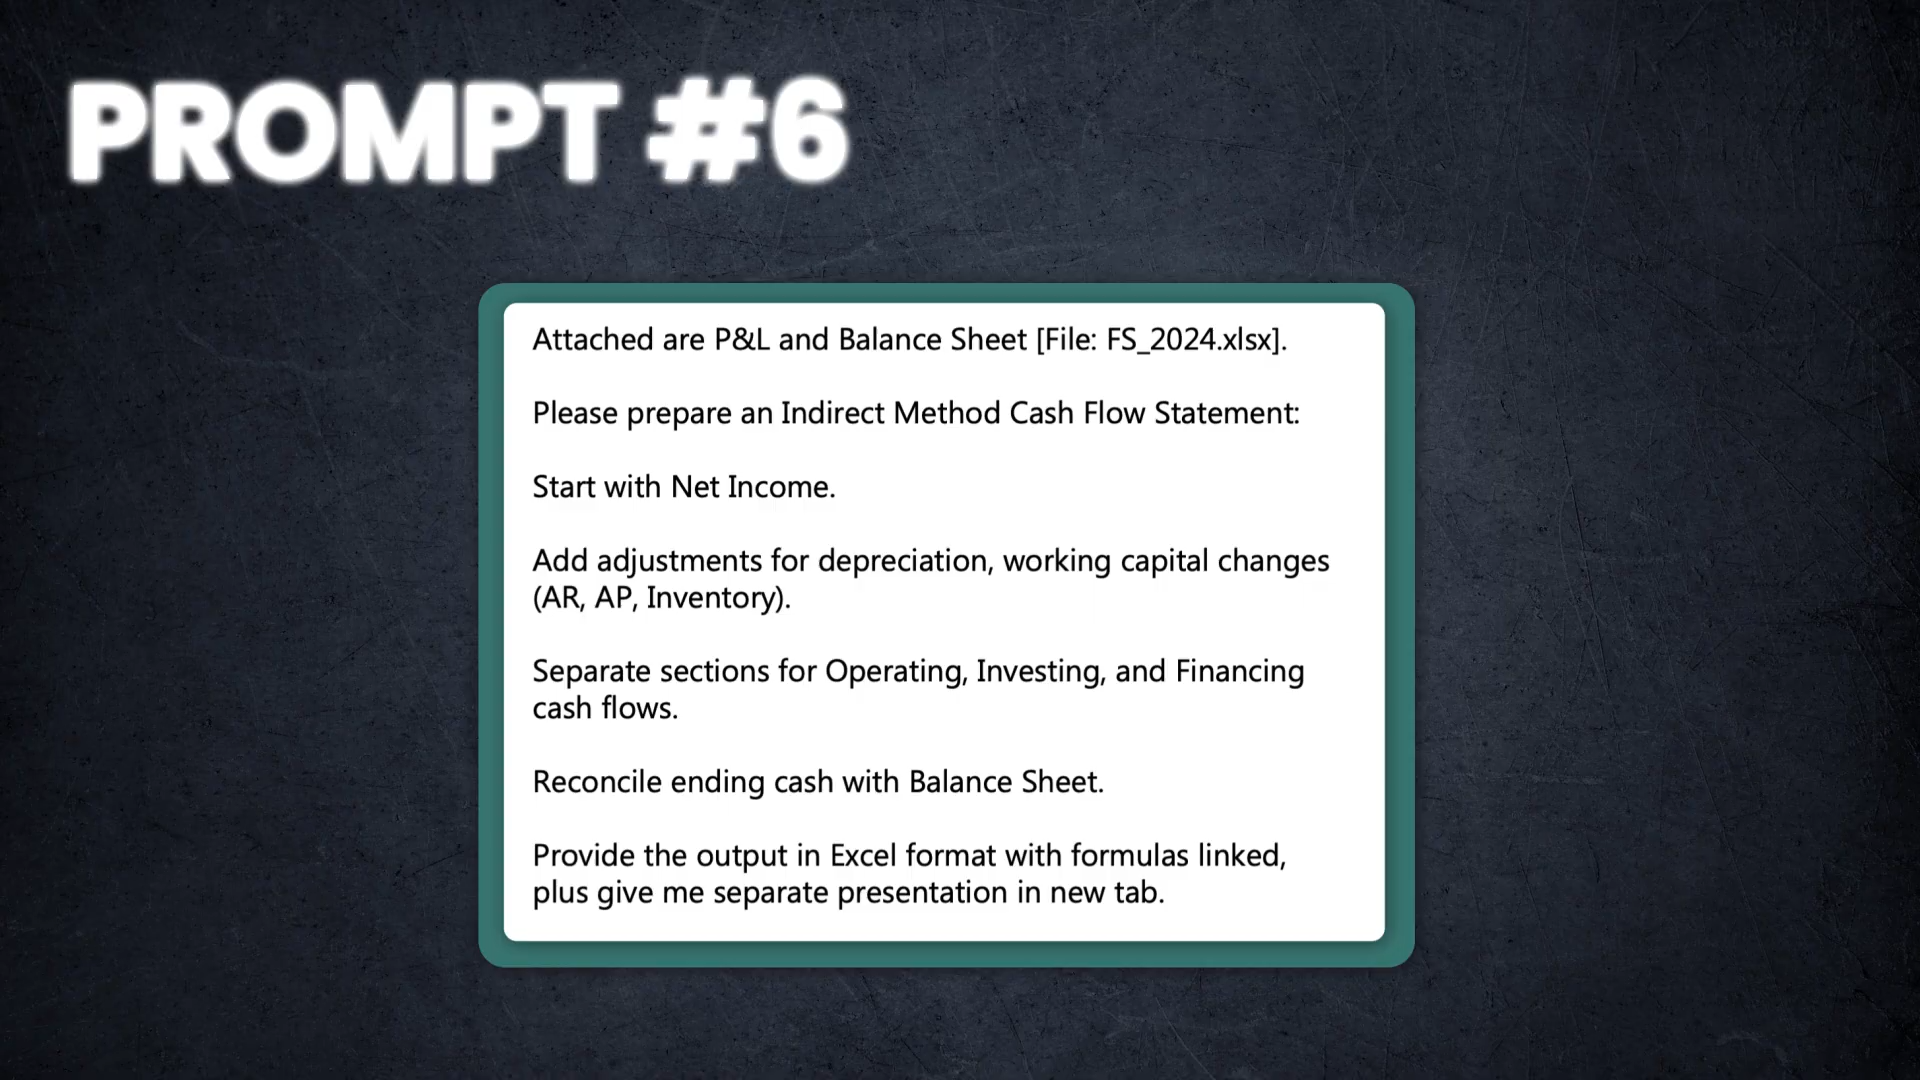 PROMPT #6
Attached are P&L and Balance Sheet [File: FS_2024.xlsx].
Please prepare an Indirect Method Cash Flow Statement:
Start with Net Income.
Add adjustments for depreciation, working capital changes
(AR, AP, Inventory).
Separate sections for Operating, Investing, and Financing
cash flows.
Reconcile ending cash with Balance Sheet.
Provide the output in Excel format with formulas linked,
plus give me separate presentation in new tab.